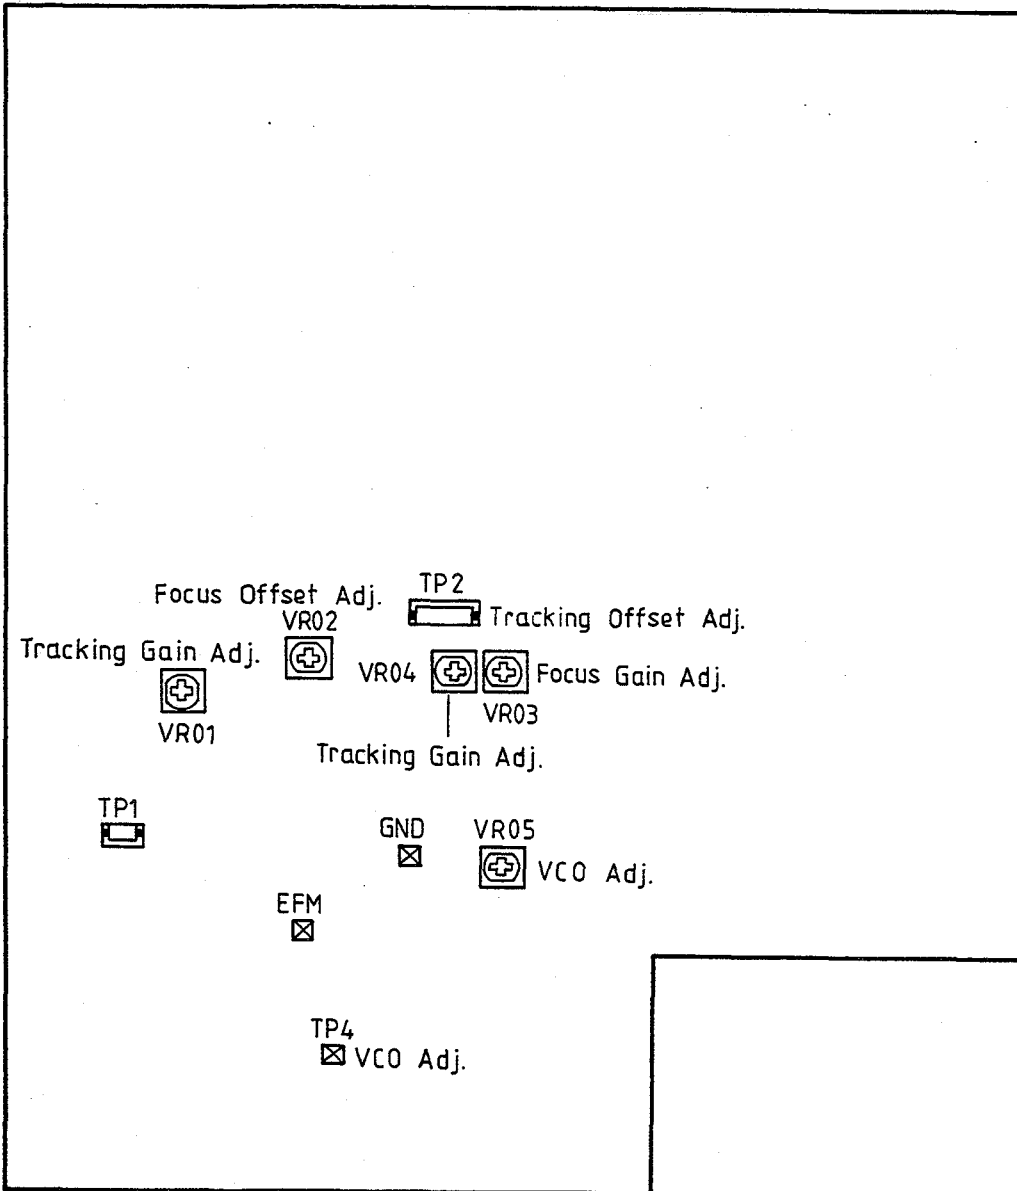 TP2
Focus Offset Adj.
VR02
Tracking Offset Adj.
Tracking Gain Adj.
VR04
Focus Gain Adj.
VR03
VR01
Tracking Gain Adj.
TP1
GND
VR05
VCO Adj.
EFM
TP4
VCO Adj.